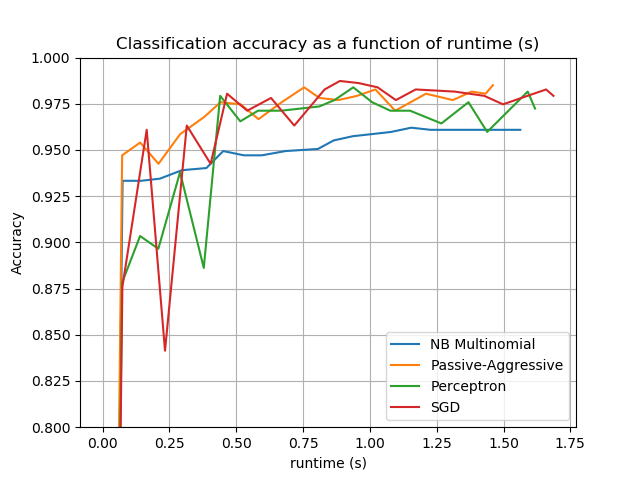 Classification accuracy as a function of runtime (s)
Accuracy
1.000
0.975
0.950
0.925
0.900
0.875
0.850
0.825
0.800
NB Multinomial
Passive-Aggressive
Perceptron
SGD
0.00 0.25 0.50 0.75 1.00 1.25 1.50 1.75
runtime (s)